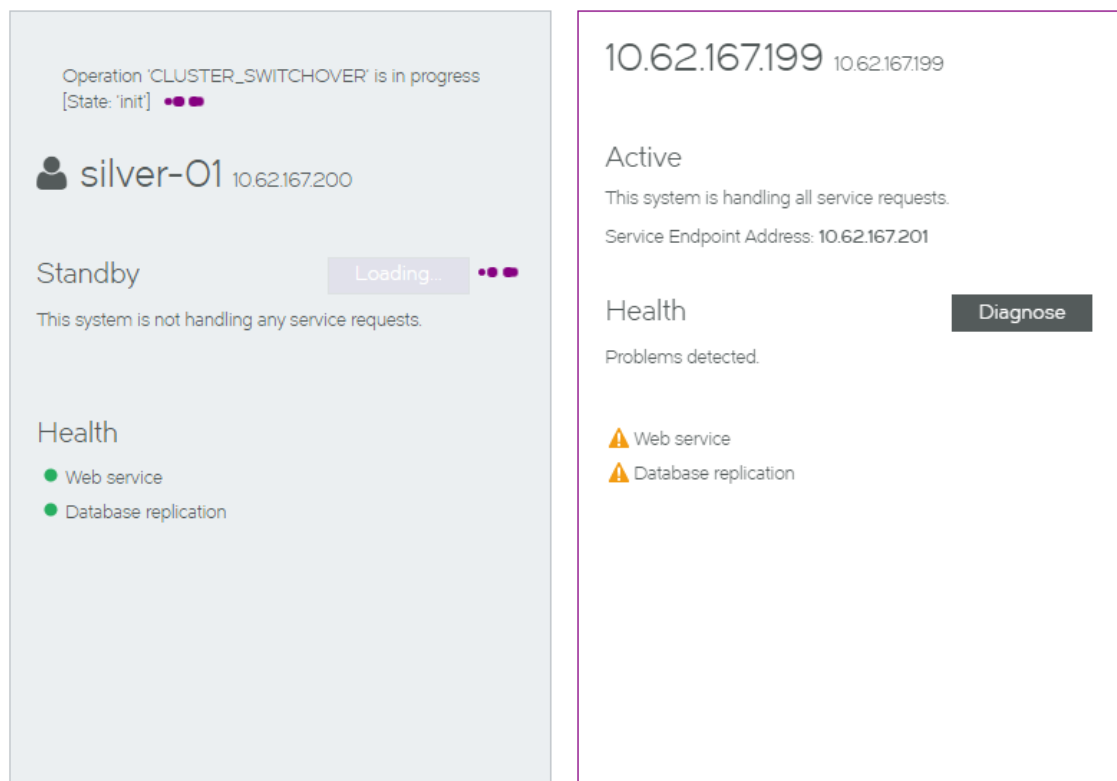 Operation 'CLUSTER_SWITCHOVER' is in progress
[State: 'init']
silver-01 10.62.167.200
Standby
Loading...
This system is not handling any service requests.
Health
Web service
Database replication
10.62.167.199 10.62.167.199
Active
This system is handling all service requests.
Service Endpoint Address: 10.62.167.201
Health
Diagnose
Problems detected.
Web service
Database replication